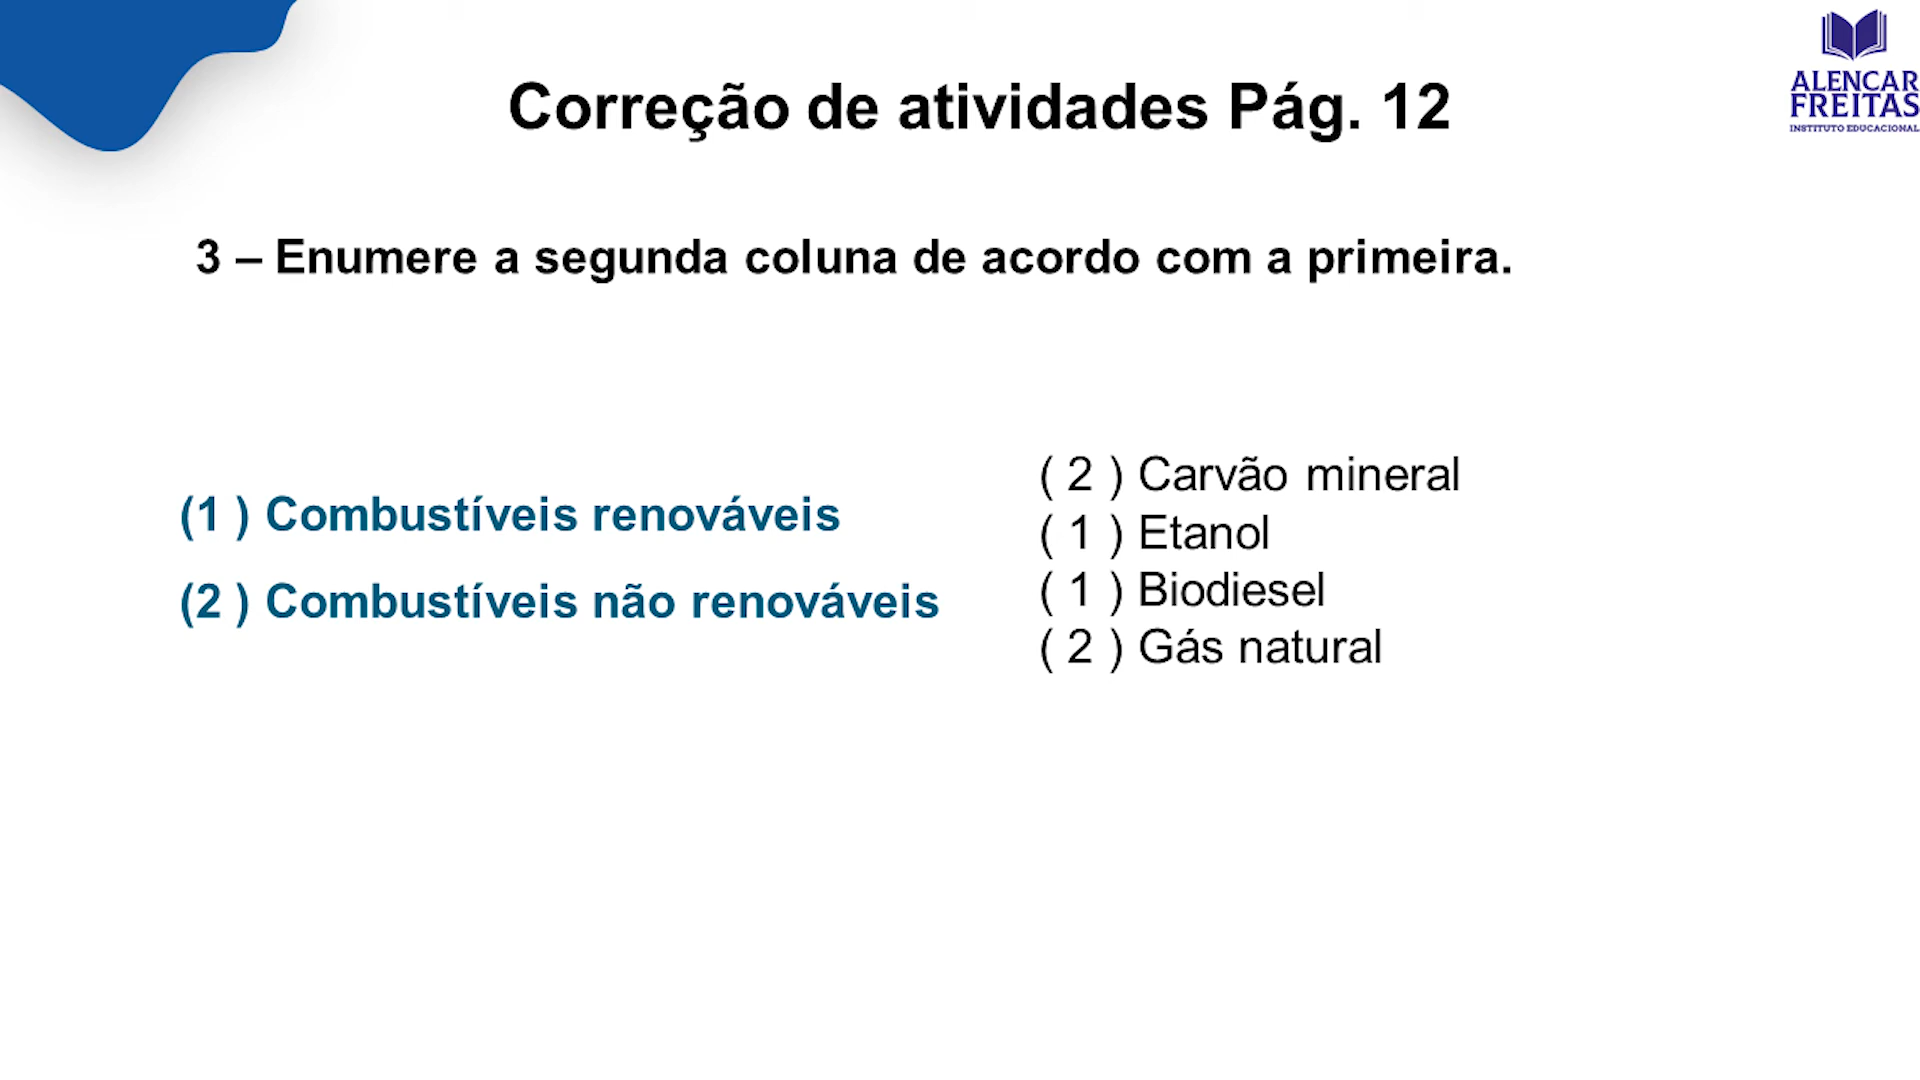 Correção de atividades Pág. 12
ALENCAR
FREITAS
INSTITUTO EDUCACIONAL
3 – Enumere a segunda coluna de acordo com a primeira.
(1 ) Combustíveis renováveis
(2 ) Combustíveis não renováveis
( 2 ) Carvão mineral
( 1 ) Etanol
( 1 ) Biodiesel
( 2 ) Gás natural